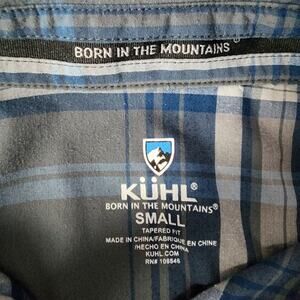 BORN IN THE MOUNTAINS®
KÜHL®
BORN IN THE MOUNTAINS®
SMALL
TAPERED FIT
MADE IN CHINA/FABRIQUE EN CHINE
/HECHO EN CHINA
KUHL.COM
RN# 108546